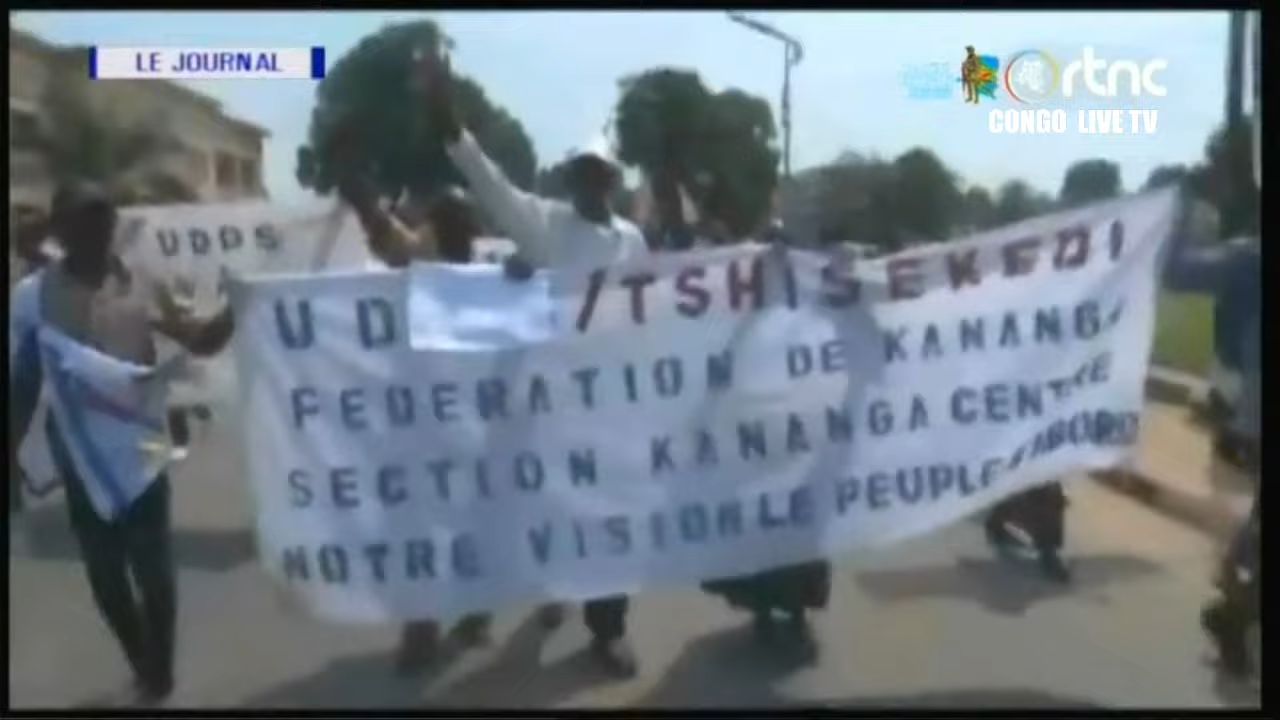 LE JOURNAL
rtnc
CONGO LIVE TV
UDPS
UD /TSHISEKEDI
FEDERATION DE KANANGA
SECTION KANANGA CENTRE
NOTRE VISION LE PEUPLE D'ABORD